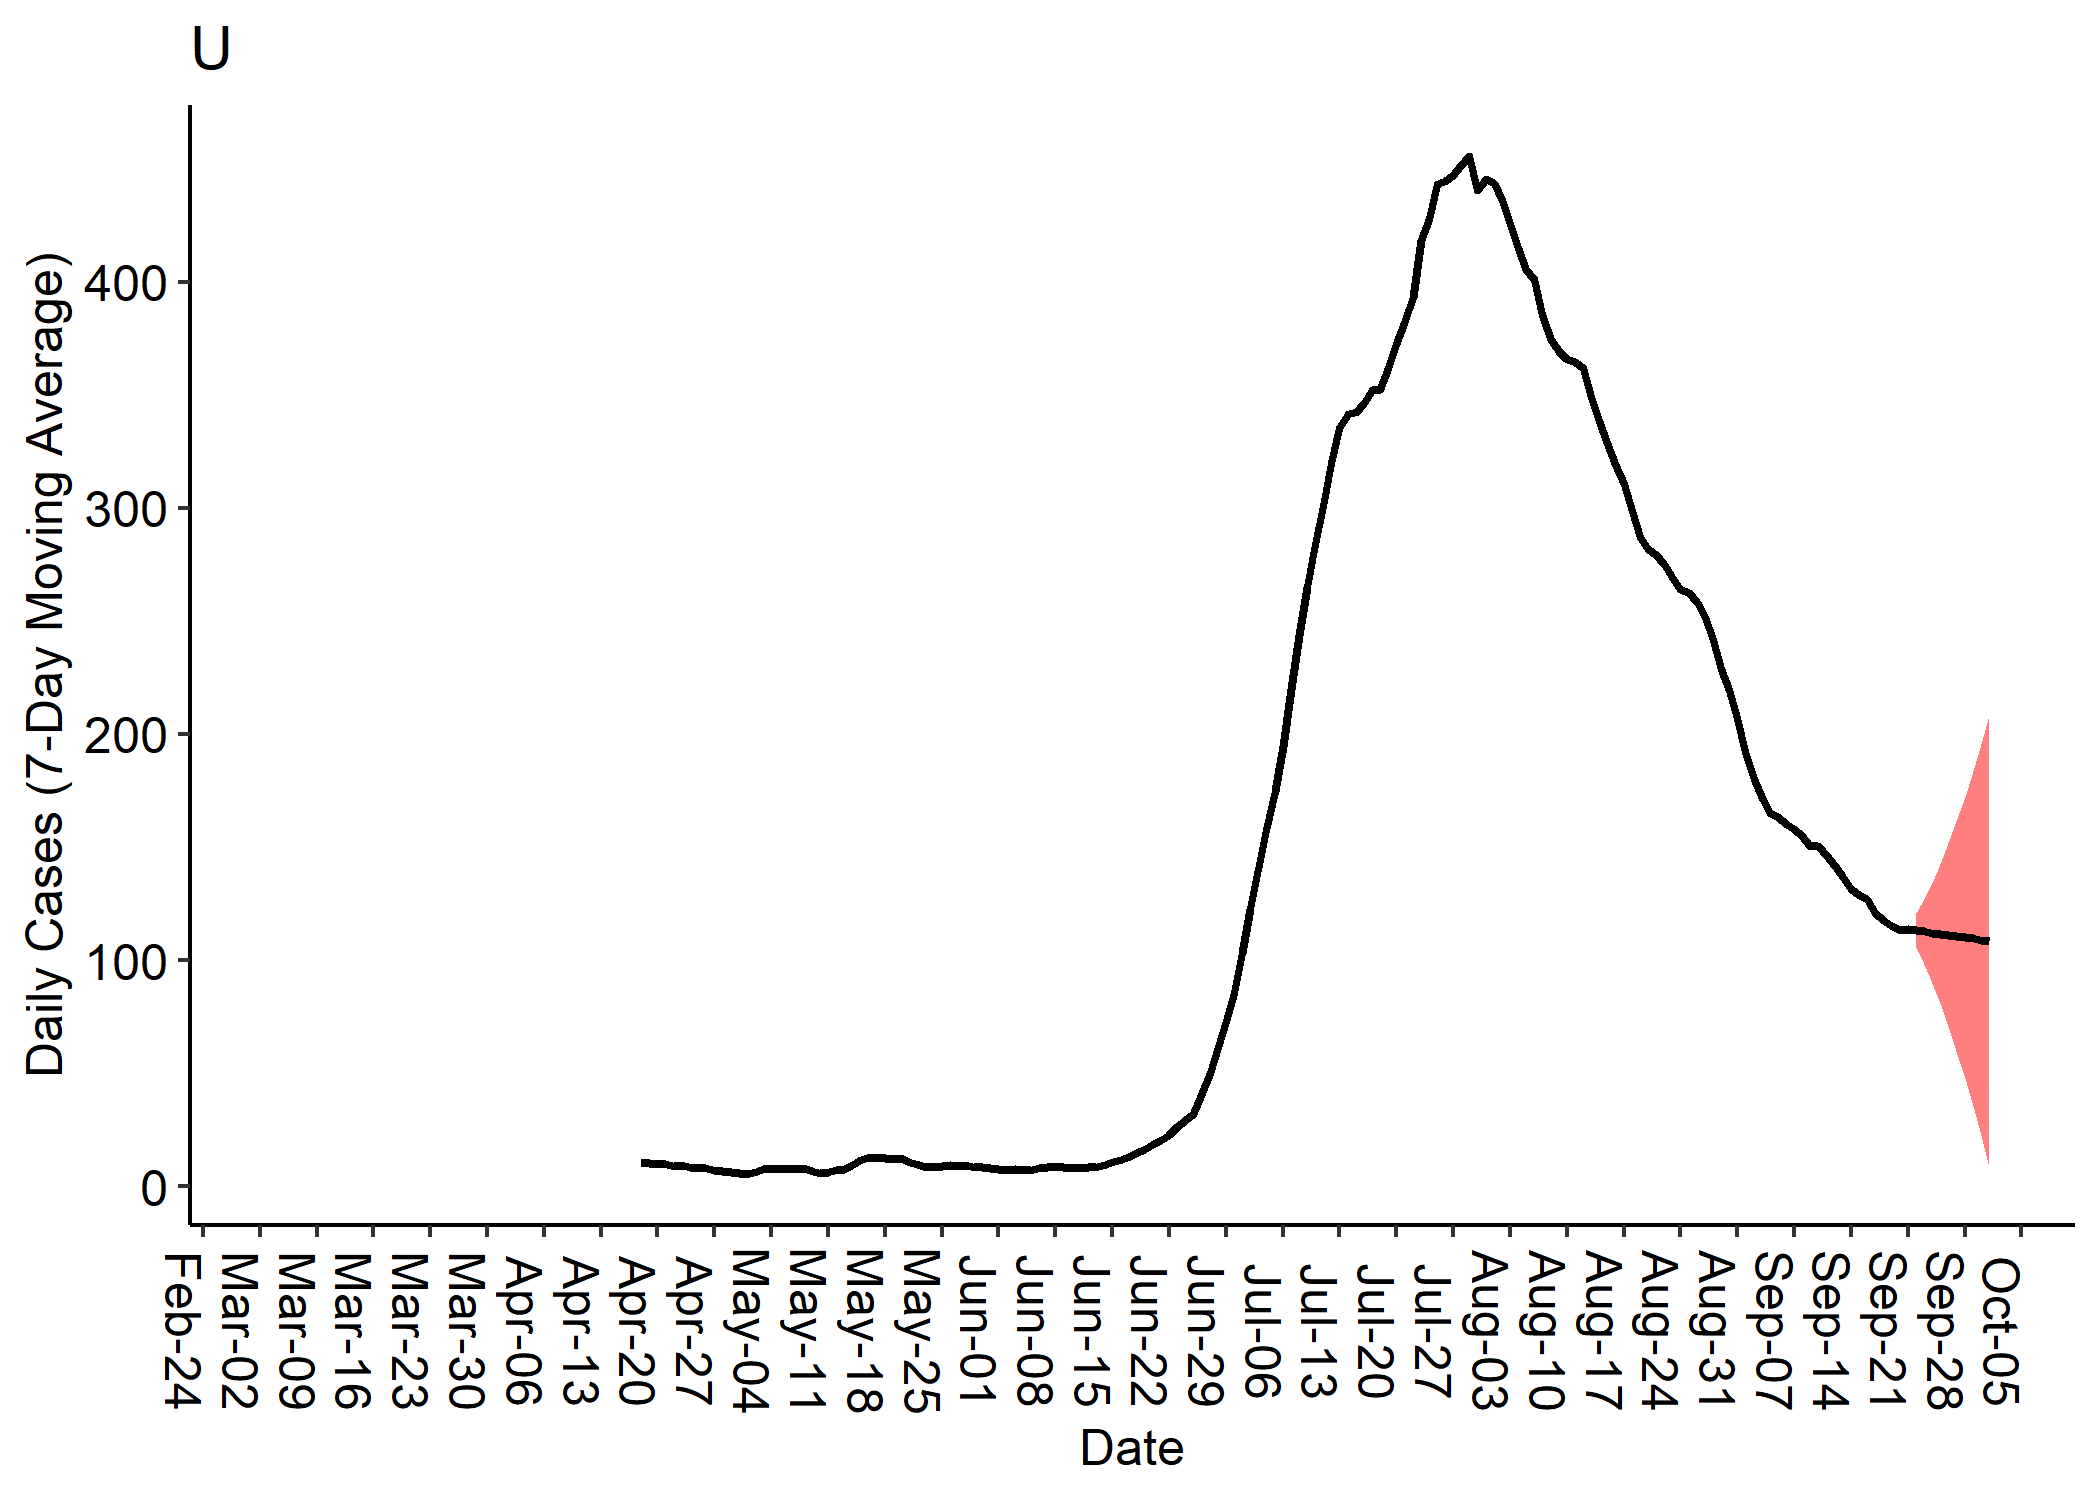 U
Daily Cases (7-Day Moving Average)
400
300
200
100
0
Feb-24
Mar-02
Mar-09
Mar-16
Mar-23
Mar-30
Apr-06
Apr-13
Apr-20
Apr-27
May-04
May-11
May-18
May-25
Jun-01
Jun-08
Jun-15
Jun-22
Jun-29
Jul-06
Jul-13
Jul-20
Jul-27
Aug-03
Aug-10
Aug-17
Aug-24
Aug-31
Sep-07
Sep-14
Sep-21
Sep-28
Oct-05
Date